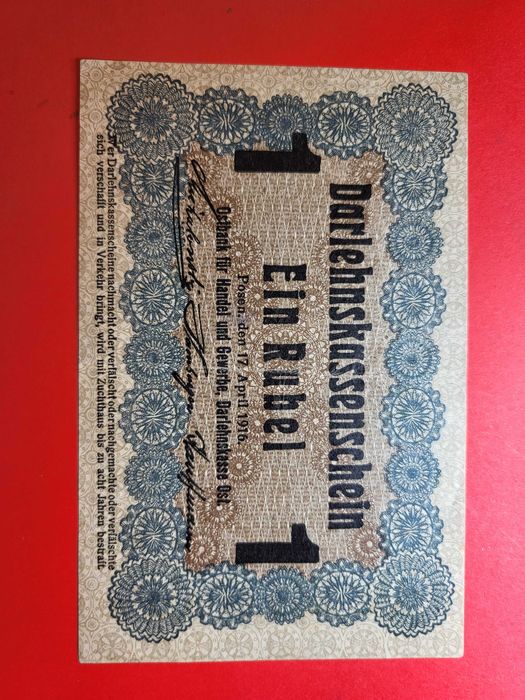 Darlehnskassenschein
1 Ein Rubel 1
Posen, den 17. April 1916.
Ostbank für Handel und Gewerbe, Darlehnskasse Ost.
Wer Darlehnskassenscheine nachmacht oder verfälscht oder nachgemachte oder verfälschte
sich verschafft und in Verkehr bringt, wird mit Zuchthaus bis zu acht Jahren bestraft